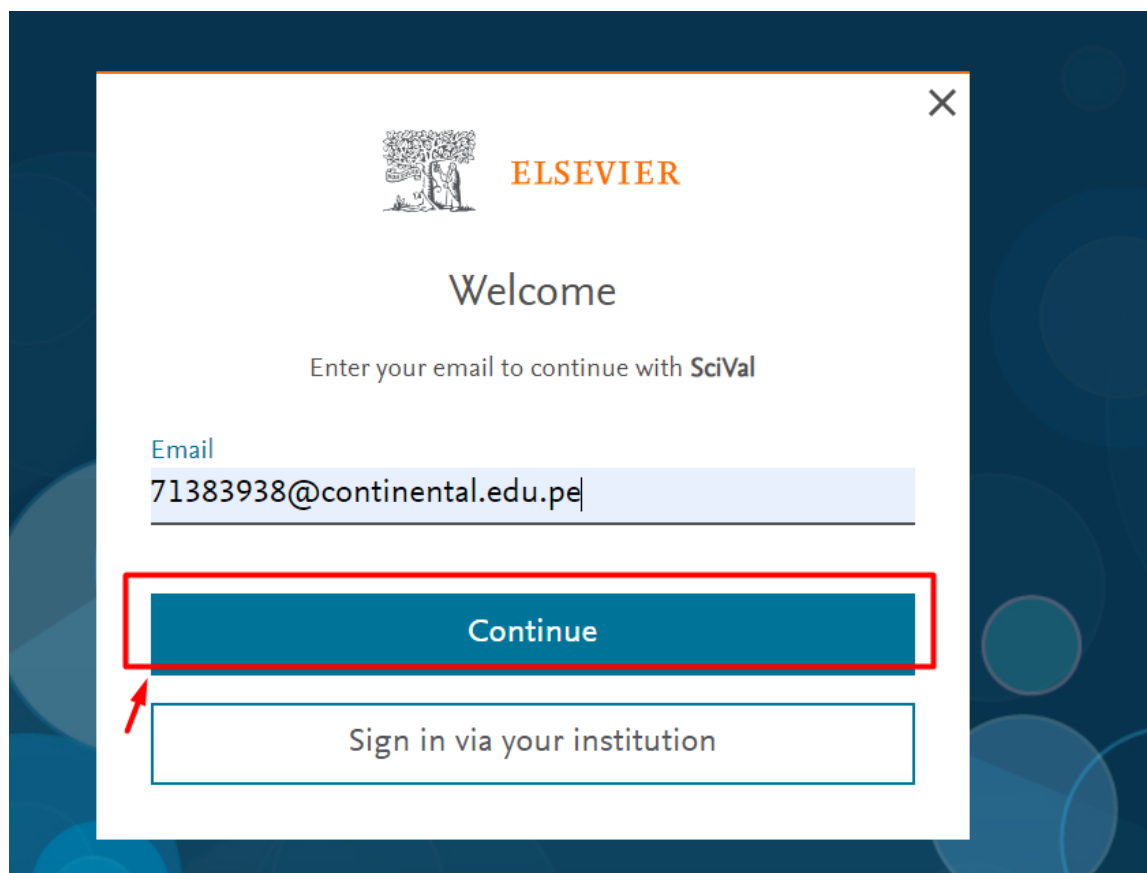 ELSEVIER
Welcome
Enter your email to continue with SciVal
Email
71383938@continental.edu.pe
Continue
Sign in via your institution